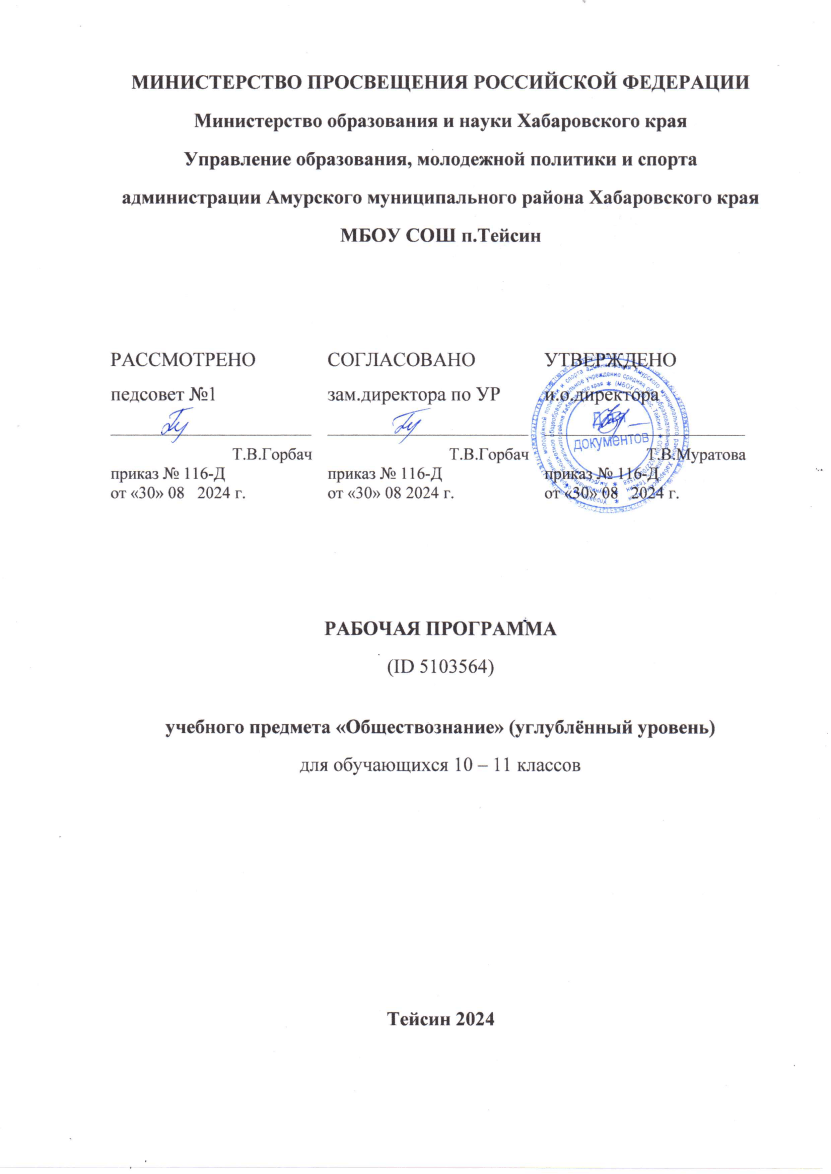 МИНИСТЕРСТВО ПРОСВЕЩЕНИЯ РОССИЙСКОЙ ФЕДЕРАЦИИ
Министерство образования и науки Хабаровского края
Управление образования, молодежной политики и спорта
администрации Амурского муниципального района Хабаровского края
МБОУ СОШ п.Тейсин
РАССМОТРЕНО
педсовет №1
Т.В.Горбач
приказ № 116-Д
от «30» 08 2024 г.
СОГЛАСОВАНО
зам.директора по УР
Т.В.Горбач
приказ № 116-Д
от «30» 08 2024 г.
УТВЕРЖДЕНО
и.о.директора
документов
Т.В.Муратова
приказ № 116-Д
от «30» 08 2024 г.
РАБОЧАЯ ПРОГРАММА
(ID 5103564)
учебного предмета «Обществознание» (углублённый уровень)
для обучающихся 10 – 11 классов
Тейсин 2024